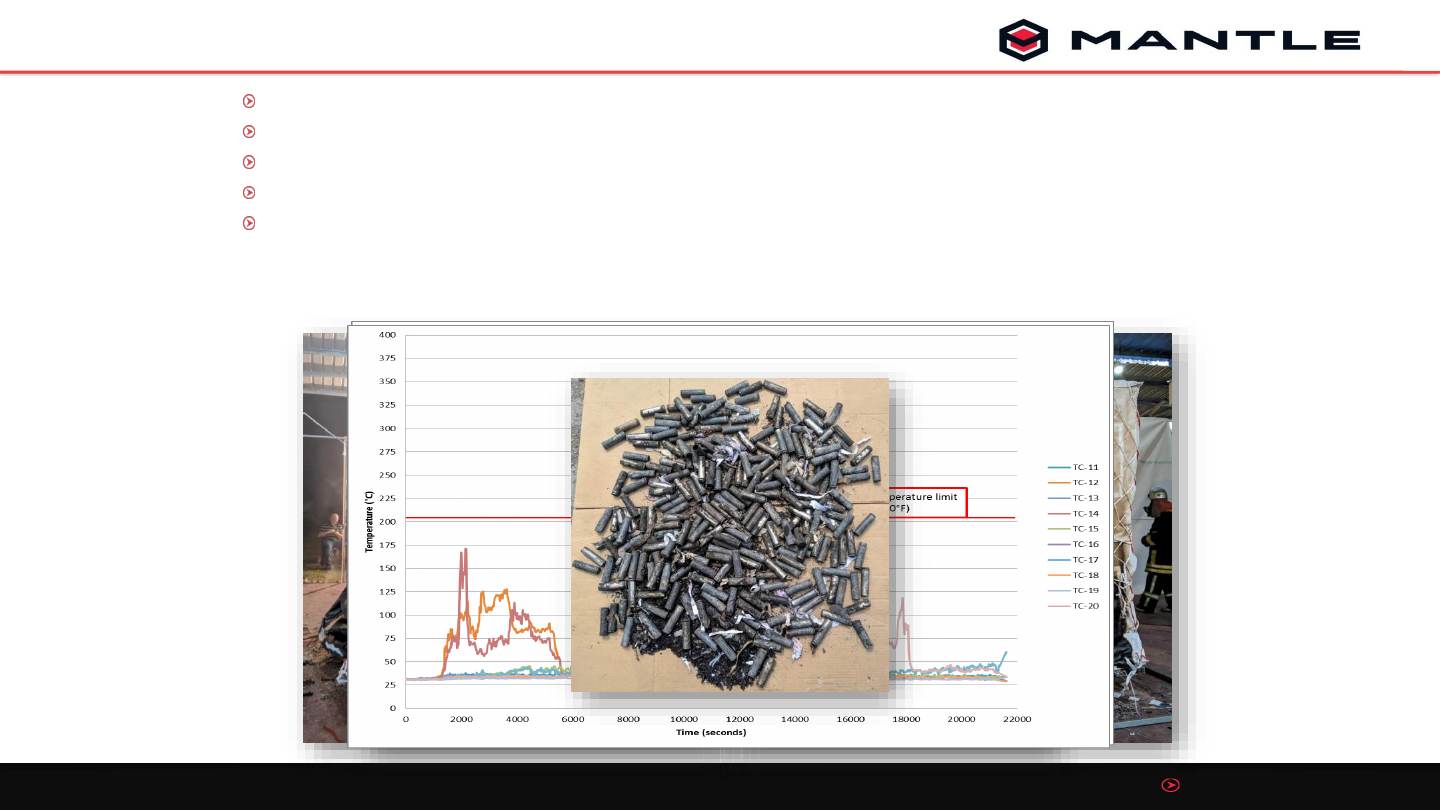 MANTLE
400
375
350
325
300
275
250
225
200
175
150
125
100
75
50
25
0
Temperature (°C)
perature limit
0°F)
TC-11
TC-12
TC-13
TC-14
TC-15
TC-16
TC-17
TC-18
TC-19
TC-20
0 2000 4000 6000 8000 10000 12000 14000 16000 18000 20000 22000
Time (seconds)